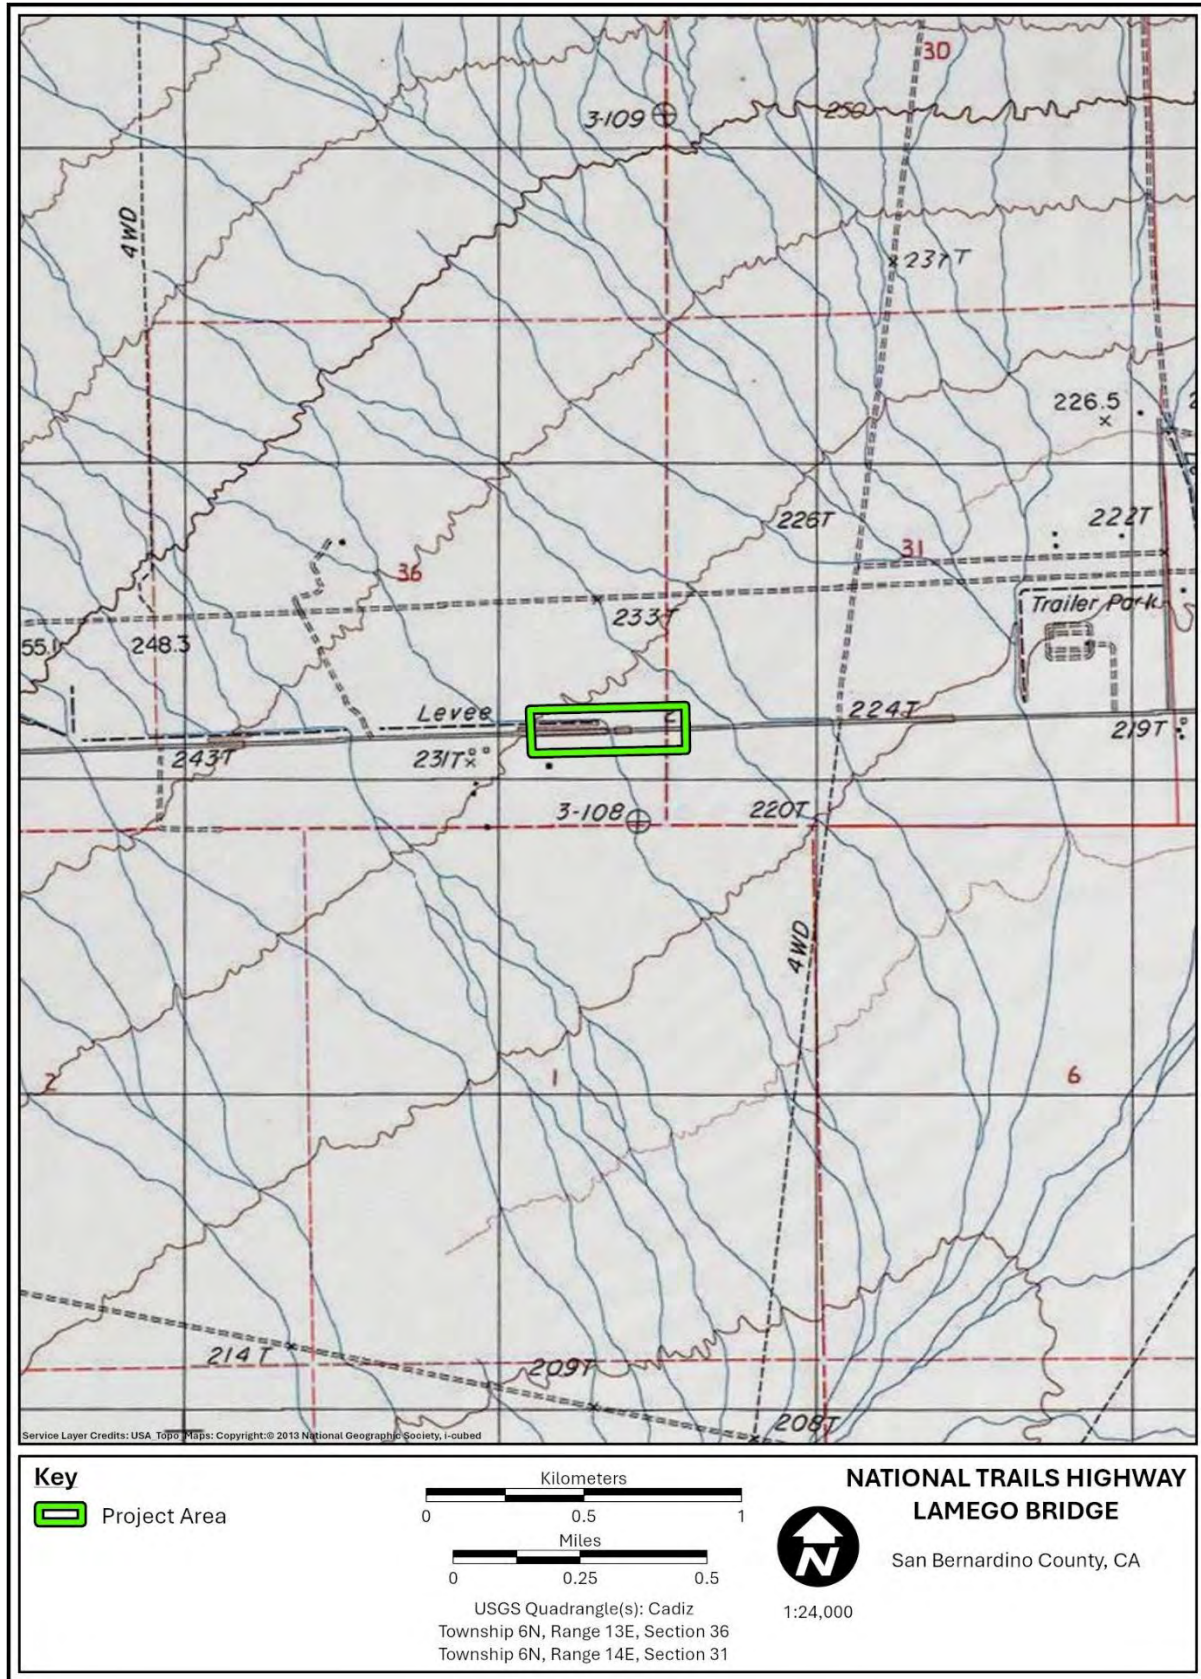 30
3-109
250
4WD
237T
226.5
226T
222T
31
36
Trailer Park
233T
55.1
248.3
Levee
224T
219T
243T
231T
3-108
220T
4WD
2
1
6
214T
209T
208T
Service Layer Credits: USA_Topo_Maps: Copyright:© 2013 National Geographic Society, i-cubed
Key
Project Area
Kilometers
0 0.5 1
Miles
0 0.25 0.5
USGS Quadrangle(s): Cadiz
Township 6N, Range 13E, Section 36
Township 6N, Range 14E, Section 31
N
1:24,000
NATIONAL TRAILS HIGHWAY
LAMEGO BRIDGE
San Bernardino County, CA